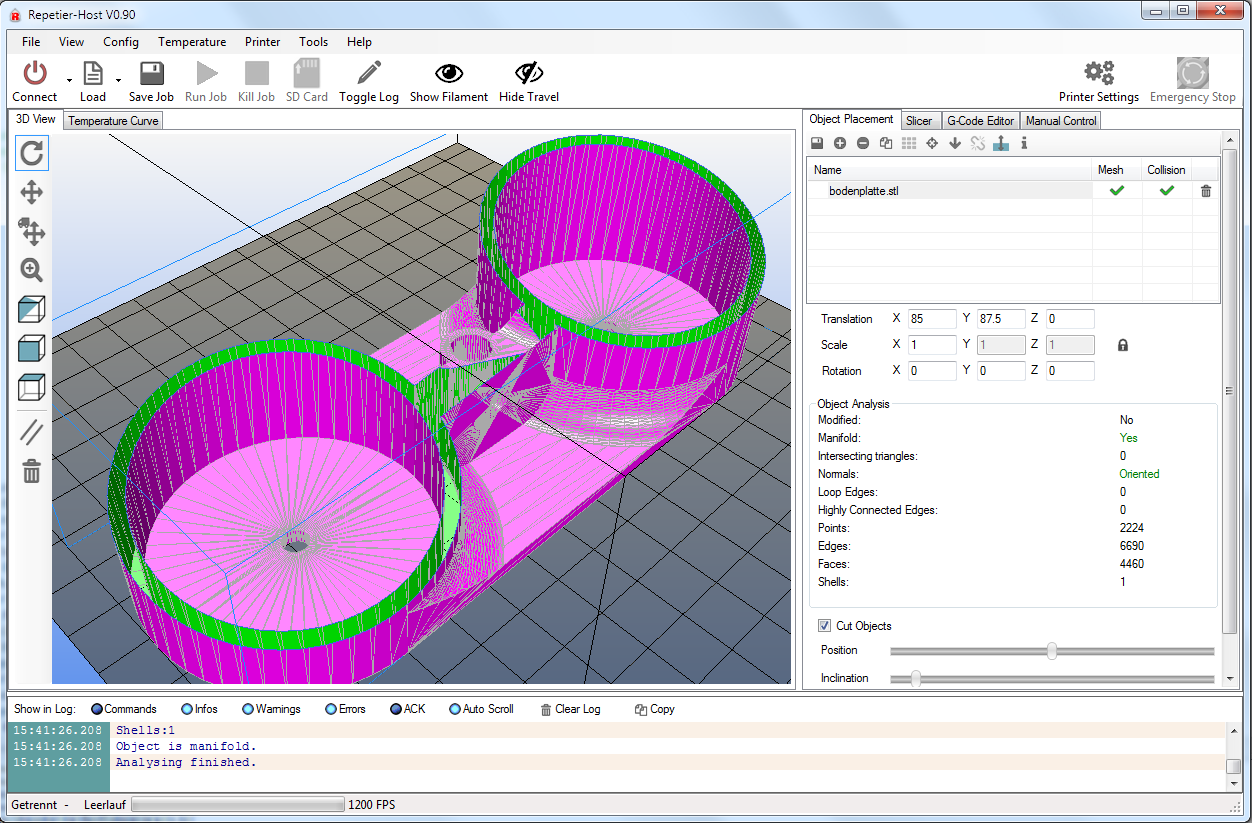 Repetier-Host V0.90
File View Config Temperature Printer Tools Help
Connect Load Save Job Run Job Kill Job SD Card Toggle Log Show Filament Hide Travel Printer Settings Emergency Stop
3D View Temperature Curve
Object Placement Slicer G-Code Editor Manual Control
Name Mesh Collision
bodenplatte.stl
Translation X 85 Y 87.5 Z 0
Scale X 1 Y 1 Z 1
Rotation X 0 Y 0 Z 0
Object Analysis
Modified: No
Manifold: Yes
Intersecting triangles: 0
Normals: Oriented
Loop Edges: 0
Highly Connected Edges: 0
Points: 2224
Edges: 6690
Faces: 4460
Shells: 1
Cut Objects
Position
Inclination
Show in Log: Commands Infos Warnings Errors ACK Auto Scroll Clear Log Copy
15:41:26.208 Shells:1
15:41:26.208 Object is manifold.
15:41:26.208 Analysing finished.
Getrennt - Leerlauf 1200 FPS